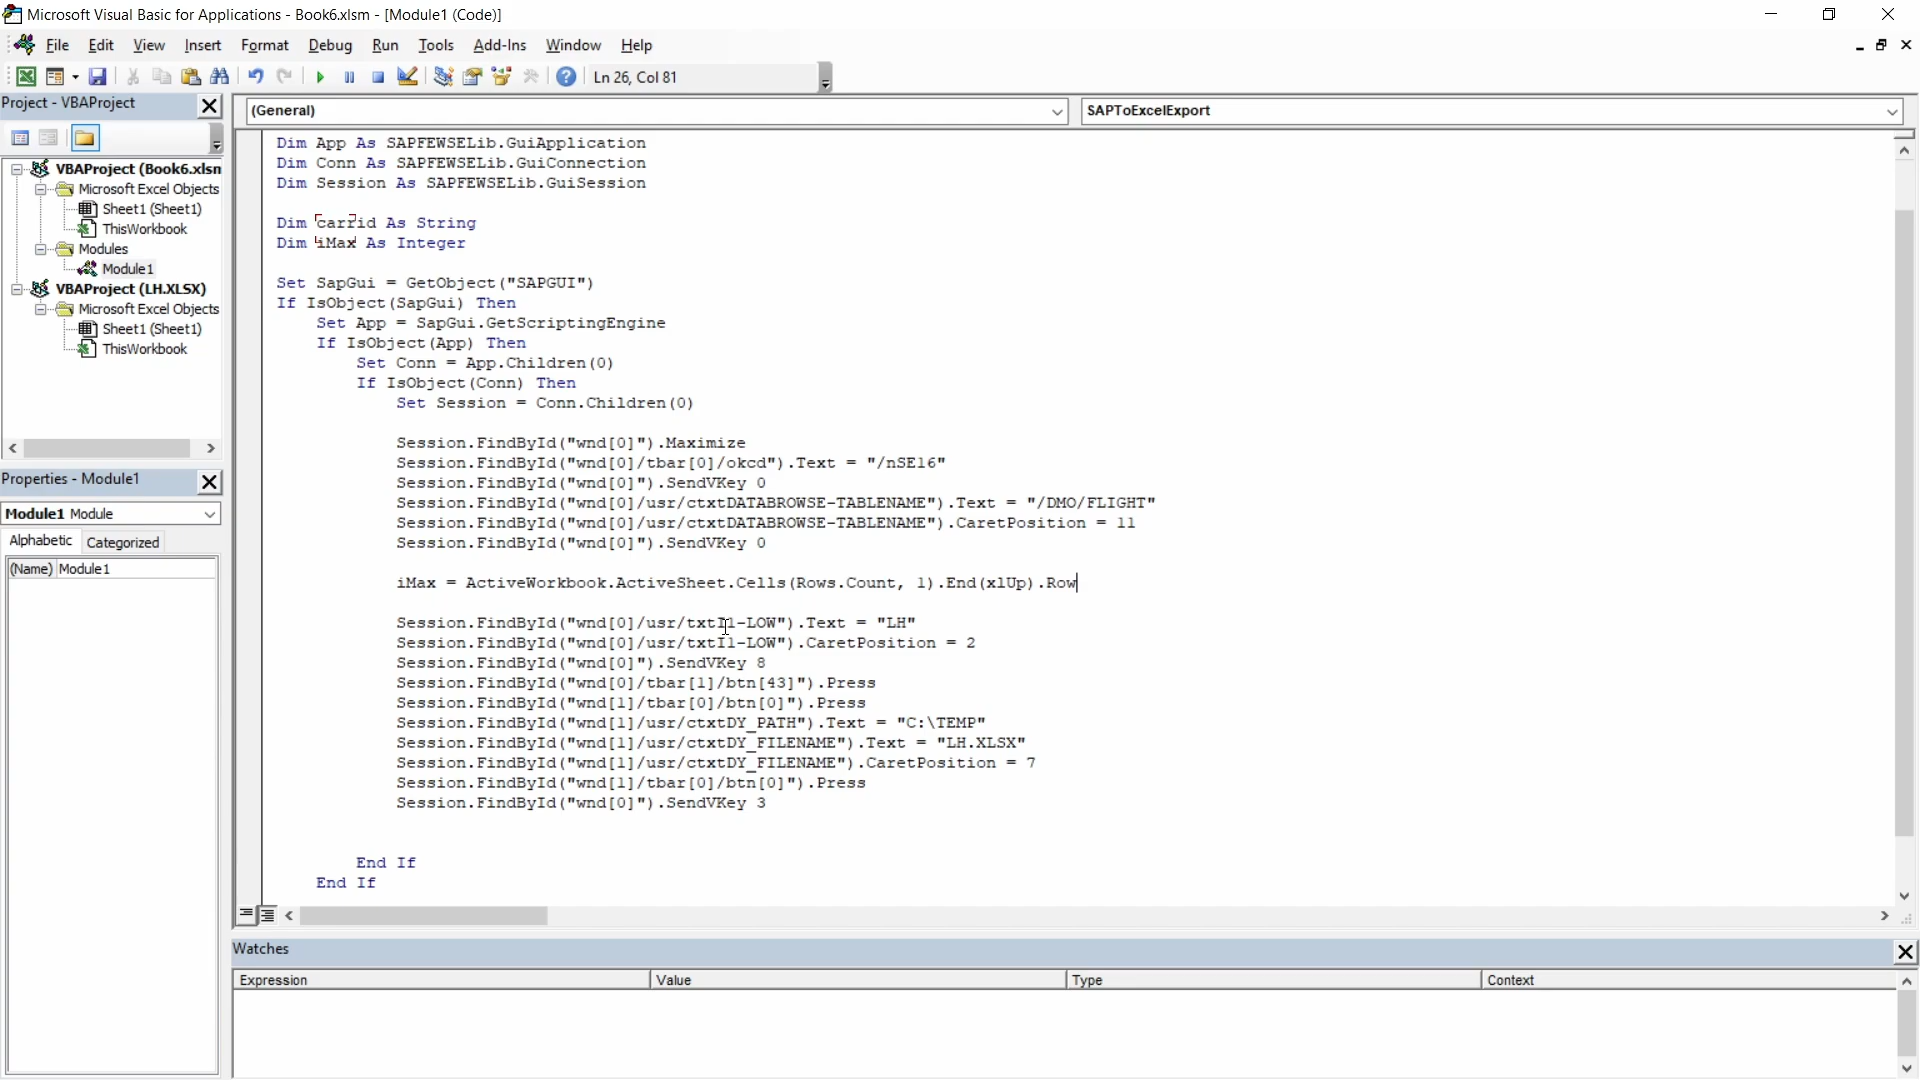 Microsoft Visual Basic for Applications - Book6.xlsm - [Module1 (Code)]
File Edit View Insert Format Debug Run Tools Add-Ins Window Help
Ln 26, Col 81
Project - VBAProject
(General)
SAPToExcelExport
VBAProject (Book6.xlsm
Microsoft Excel Objects
Sheet1 (Sheet1)
ThisWorkbook
Modules
Module1
VBAProject (LH.XLSX)
Microsoft Excel Objects
Sheet1 (Sheet1)
ThisWorkbook
Properties - Module1
Module1 Module
Alphabetic Categorized
(Name) Module1
Dim App As SAPFEWSELib.GuiApplication
Dim Conn As SAPFEWSELib.GuiConnection
Dim Session As SAPFEWSELib.GuiSession
Dim carrid As String
Dim iMax As Integer
Set SapGui = GetObject("SAPGUI")
If IsObject(SapGui) Then
Set App = SapGui.GetScriptingEngine
If IsObject(App) Then
Set Conn = App.Children(0)
If IsObject(Conn) Then
Set Session = Conn.Children(0)
Session.FindById("wnd[0]").Maximize
Session.FindById("wnd[0]/tbar[0]/okcd").Text = "/nSE16"
Session.FindById("wnd[0]").SendVKey 0
Session.FindById("wnd[0]/usr/ctxtDATABROWSE-TABLENAME").Text = "/DMO/FLIGHT"
Session.FindById("wnd[0]/usr/ctxtDATABROWSE-TABLENAME").CaretPosition = 11
Session.FindById("wnd[0]").SendVKey 0
iMax = ActiveWorkbook.ActiveSheet.Cells(Rows.Count, 1).End(xlUp).Row
Session.FindById("wnd[0]/usr/txtI1-LOW").Text = "LH"
Session.FindById("wnd[0]/usr/txtI1-LOW").CaretPosition = 2
Session.FindById("wnd[0]").SendVKey 8
Session.FindById("wnd[0]/tbar[1]/btn[43]").Press
Session.FindById("wnd[1]/tbar[0]/btn[0]").Press
Session.FindById("wnd[1]/usr/ctxtDY_PATH").Text = "C:\TEMP"
Session.FindById("wnd[1]/usr/ctxtDY_FILENAME").Text = "LH.XLSX"
Session.FindById("wnd[1]/usr/ctxtDY_FILENAME").CaretPosition = 7
Session.FindById("wnd[1]/tbar[0]/btn[0]").Press
Session.FindById("wnd[0]").SendVKey 3
End If
End If
Watches
Expression Value Type Context